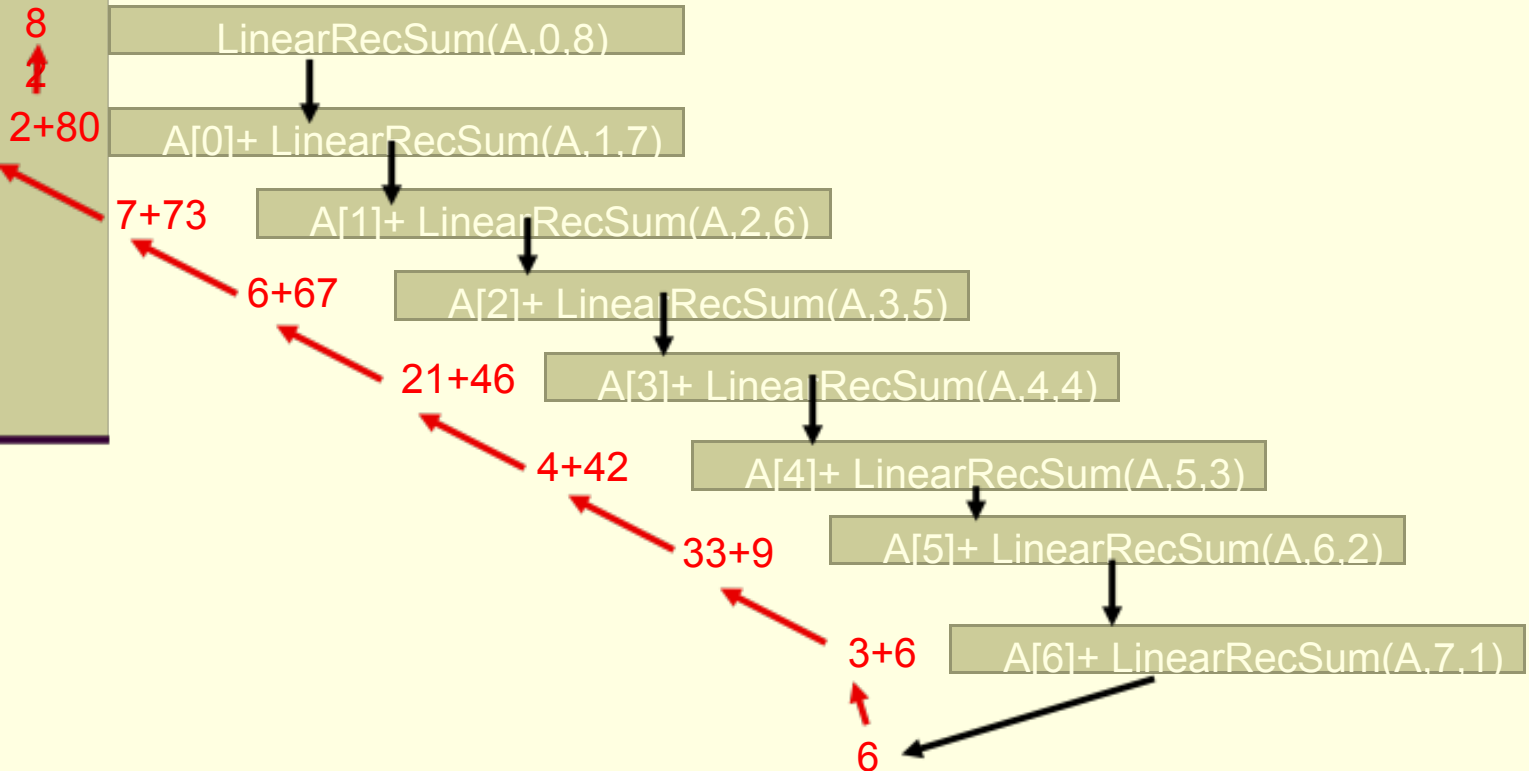 8
2
LinearRecSum(A,0,8)
2+80
A[0]+ LinearRecSum(A,1,7)
7+73
A[1]+ LinearRecSum(A,2,6)
6+67
A[2]+ LinearRecSum(A,3,5)
21+46
A[3]+ LinearRecSum(A,4,4)
4+42
A[4]+ LinearRecSum(A,5,3)
33+9
A[5]+ LinearRecSum(A,6,2)
3+6
A[6]+ LinearRecSum(A,7,1)
6